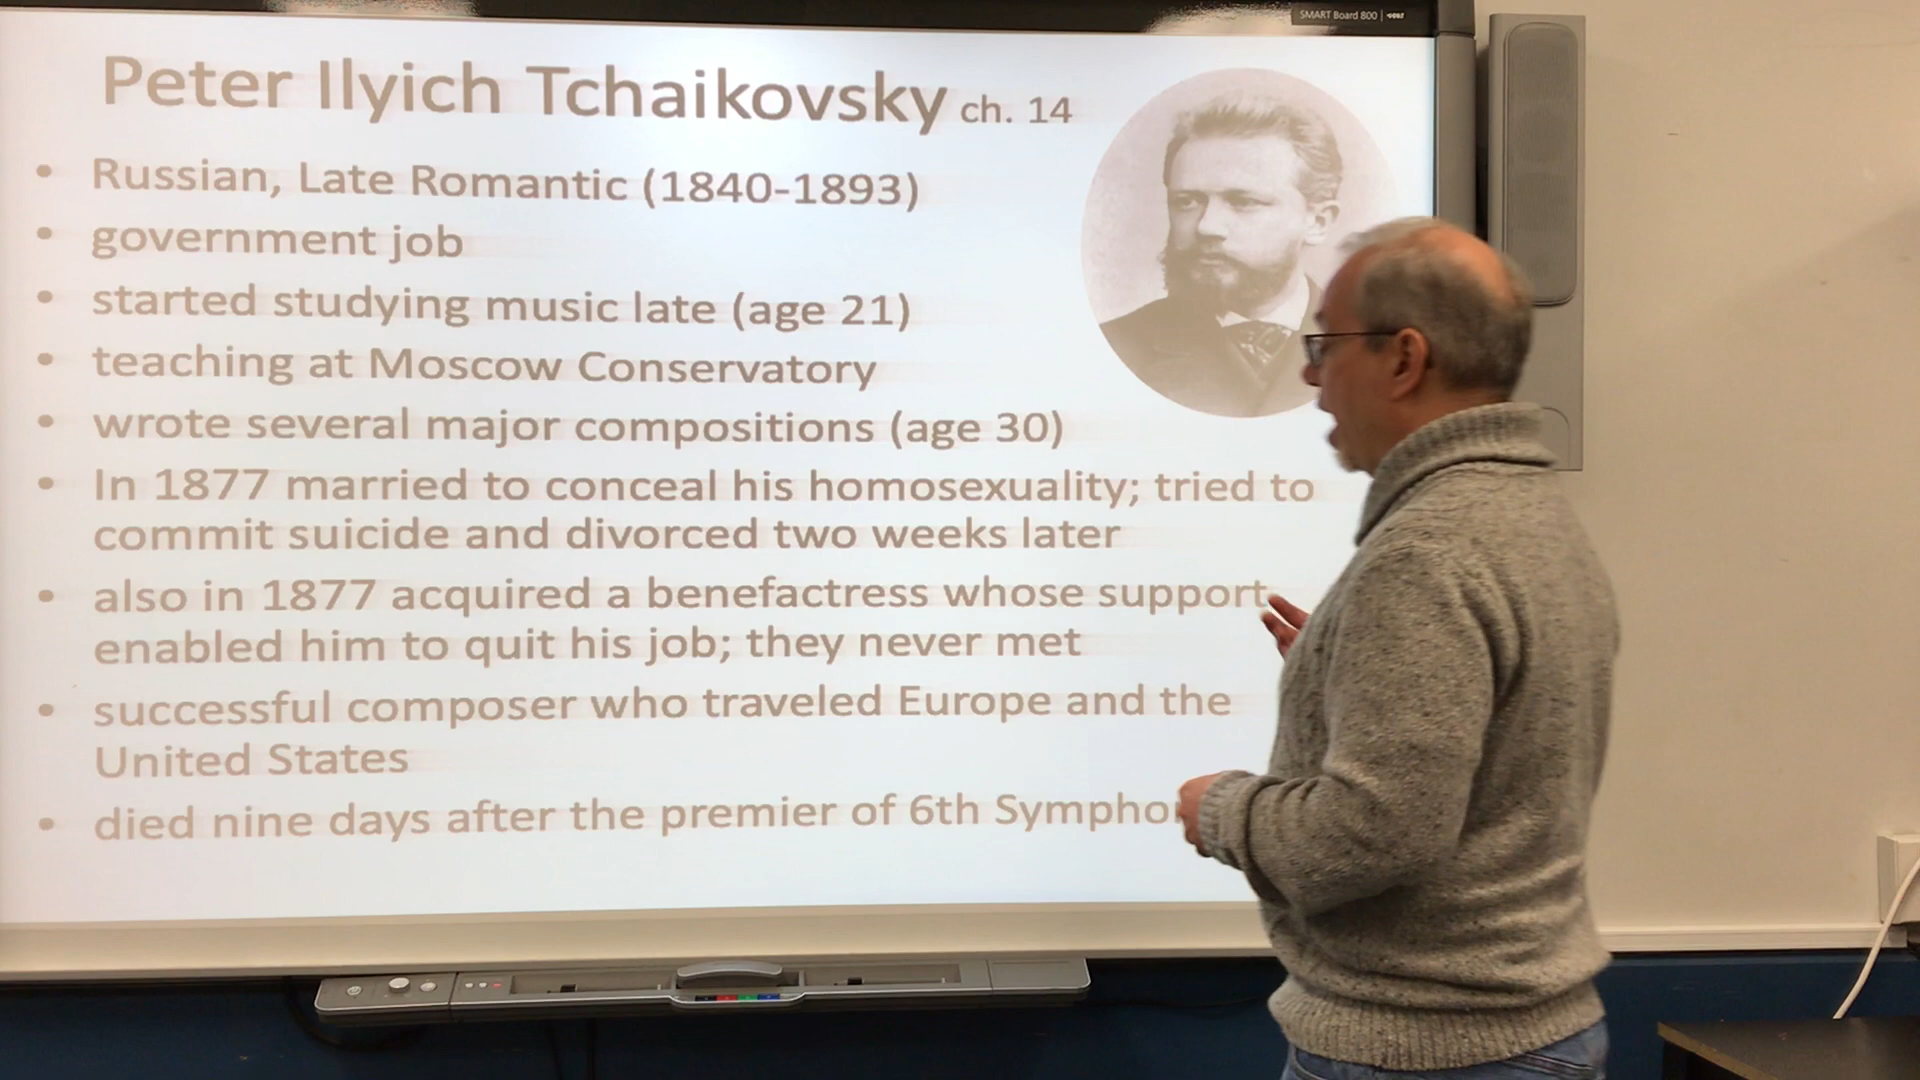 SMART Board 800
Peter Ilyich Tchaikovsky ch. 14
• Russian, Late Romantic (1840-1893)
• government job
• started studying music late (age 21)
• teaching at Moscow Conservatory
• wrote several major compositions (age 30)
• In 1877 married to conceal his homosexuality; tried to
commit suicide and divorced two weeks later
• also in 1877 acquired a benefactress whose support
enabled him to quit his job; they never met
• successful composer who traveled Europe and the
United States
• died nine days after the premier of 6th Sympho